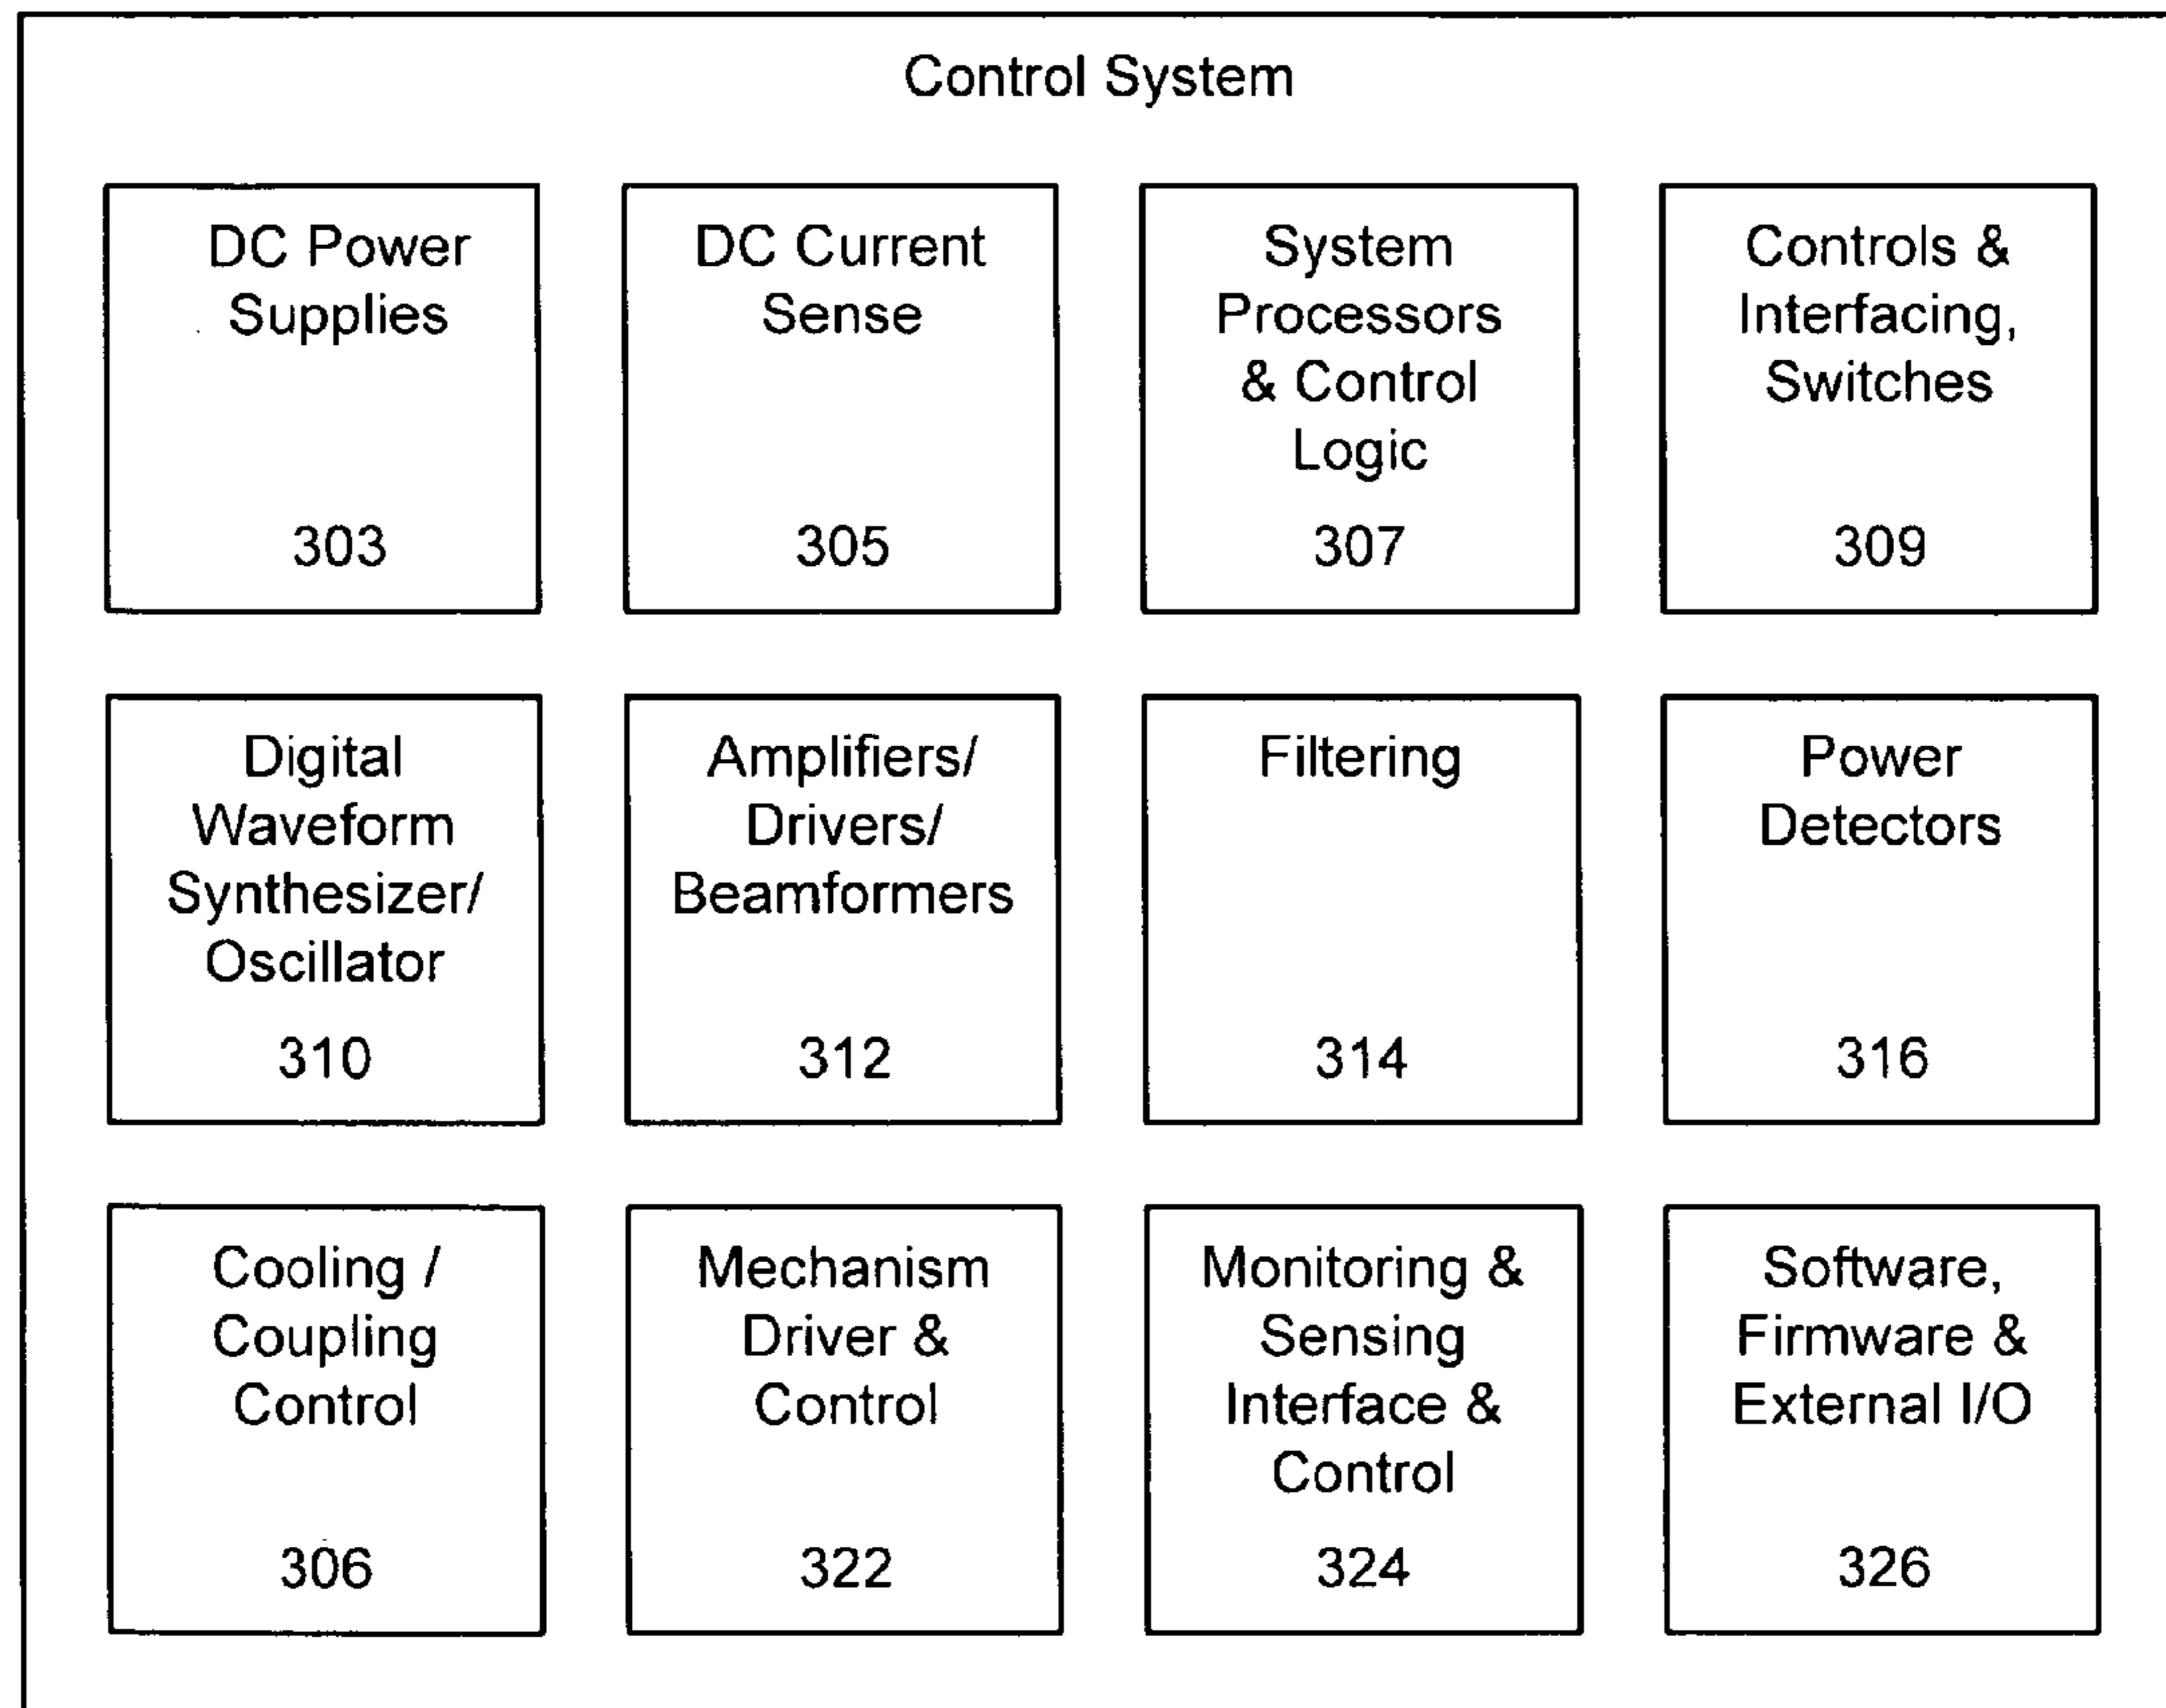 Control System
DC Power
Supplies
303
DC Current
Sense
305
System
Processors
& Control
Logic
307
Controls &
Interfacing,
Switches
309
Digital
Waveform
Synthesizer/
Oscillator
310
Amplifiers/
Drivers/
Beamformers
312
Filtering
314
Power
Detectors
316
Cooling /
Coupling
Control
306
Mechanism
Driver &
Control
322
Monitoring &
Sensing
Interface &
Control
324
Software,
Firmware &
External I/O
326